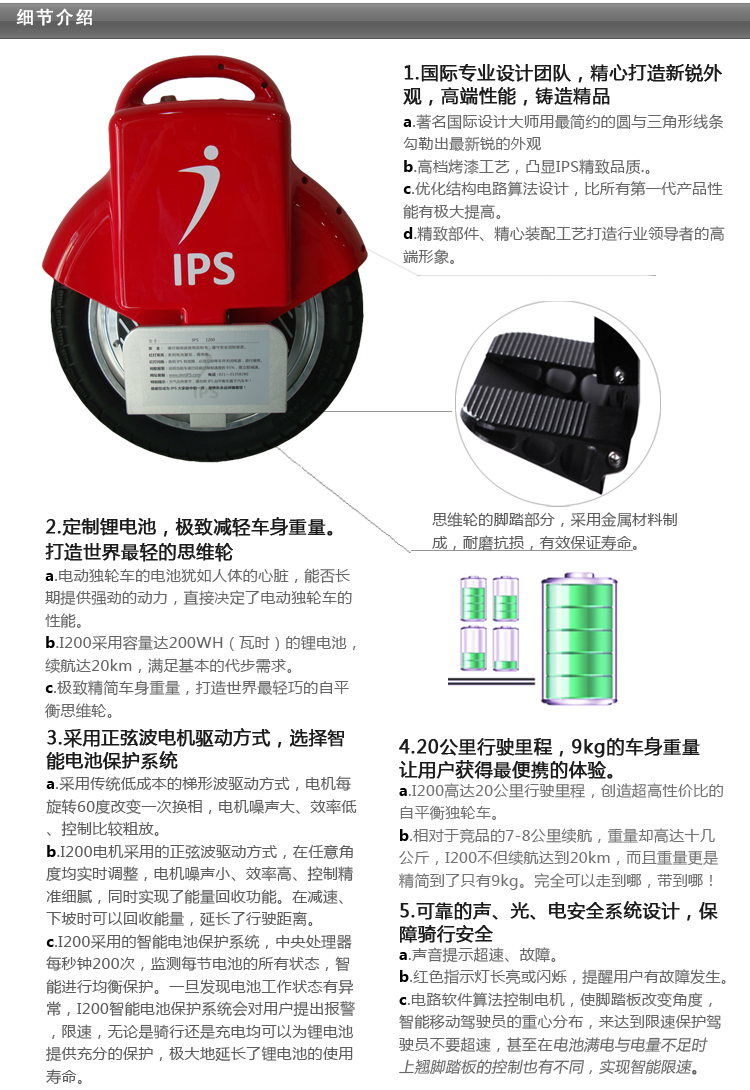 细节介绍
1.国际专业设计团队，精心打造新锐外
观，高端性能，铸造精品
a.著名国际设计大师用最简约的圆与三角形线条
勾勒出最新锐的外观
b.高档烤漆工艺，凸显IPS精致品质.。
c.优化结构电路算法设计，比所有第一代产品性
能有极大提高。
d.精致部件、精心装配工艺打造行业领导者的高
端形象。
IPS
IPS I200
IPS
思维轮的脚踏部分，采用金属材料制
成，耐磨抗损，有效保证寿命。
2.定制锂电池，极致减轻车身重量。
打造世界最轻的思维轮
a.电动独轮车的电池犹如人体的心脏，能否长
期提供强劲的动力，直接决定了电动独轮车的
性能。
b.I200采用容量达200WH（瓦时）的锂电池，
续航达20km，满足基本的代步需求。
c.极致精简车身重量，打造世界最轻巧的自平
衡思维轮。
3.采用正弦波电机驱动方式，选择智
能电池保护系统
a.采用传统低成本的梯形波驱动方式，电机每
旋转60度改变一次换相，电机噪声大、效率低
、控制比较粗放。
b.I200电机采用的正弦波驱动方式，在任意角
度均实时调整，电机噪声小、效率高、控制精
准细腻，同时实现了能量回收功能。在减速、
下坡时可以回收能量，延长了行驶距离。
c.I200采用的智能电池保护系统，中央处理器
每秒钟200次，监测每节电池的所有状态，智
能进行均衡保护。一旦发现电池工作状态有异
常，I200智能电池保护系统会对用户提出报警
，限速，无论是骑行还是充电均可以为锂电池
提供充分的保护，极大地延长了锂电池的使用
寿命。
4.20公里行驶里程，9kg的车身重量
让用户获得最便携的体验。
a.I200高达20公里行驶里程，创造超高性价比的
自平衡独轮车。
b.相对于竞品的7-8公里续航，重量却高达十几
公斤，I200不但续航达到20km，而且重量更是
精简到了只有9kg。完全可以走到哪，带到哪！
5.可靠的声、光、电安全系统设计，保
障骑行安全
a.声音提示超速、故障。
b.红色指示灯长亮或闪烁，提醒用户有故障发生。
c.电路软件算法控制电机，使脚踏板改变角度，
智能移动驾驶员的重心分布，来达到限速保护驾
驶员不要超速，甚至在电池满电与电量不足时
上翘脚踏板的控制也有不同，实现智能限速。